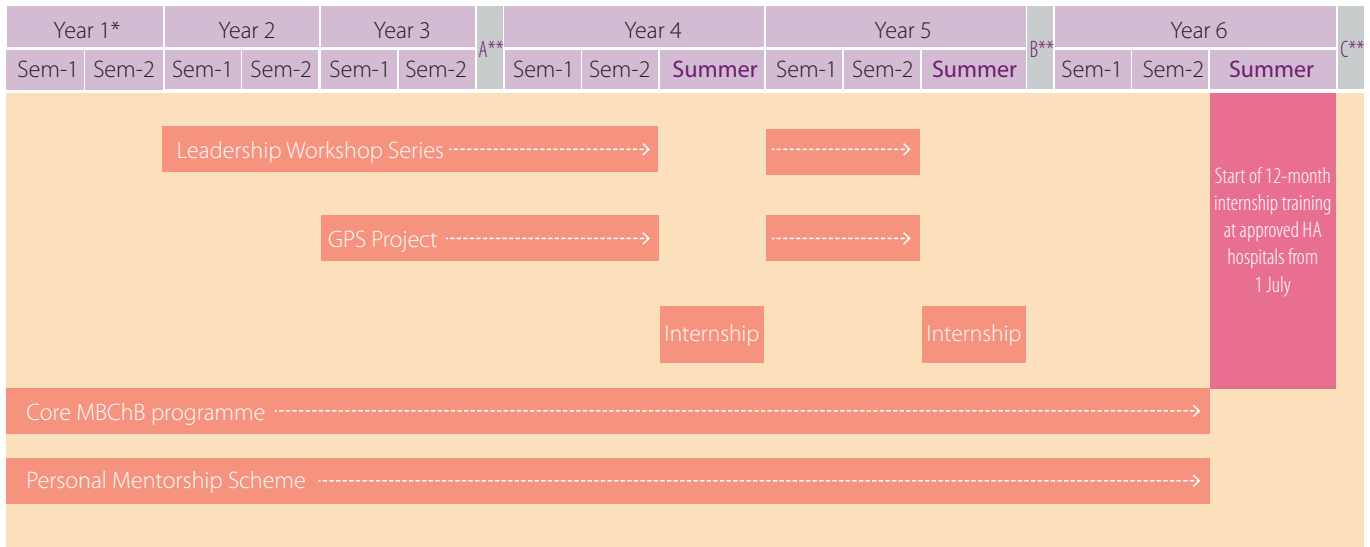 Year 1* Year 2 Year 3 A** Year 4 Year 5 B** Year 6 C**
Sem-1 Sem-2 Sem-1 Sem-2 Sem-1 Sem-2 Sem-1 Sem-2 Summer Sem-1 Sem-2 Summer Sem-1 Sem-2 Summer
Leadership Workshop Series
GPS Project
Internship Internship
Start of 12-month
internship training
at approved HA
hospitals from
1 July
Core MBChB programme
Personal Mentorship Scheme